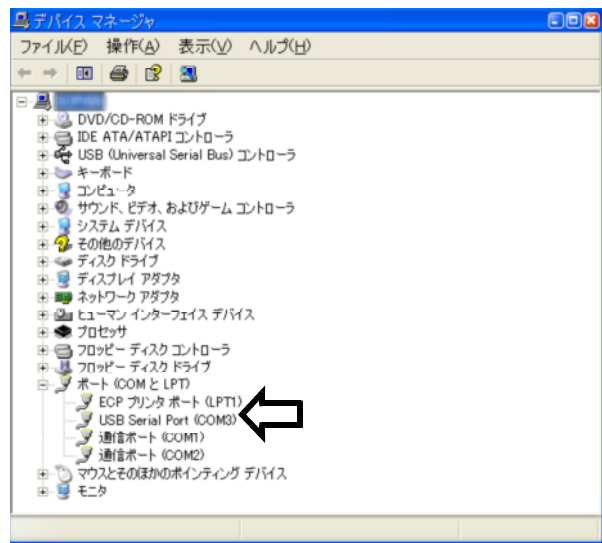 デバイス マネージャ
ファイル(F) 操作(A) 表示(V) ヘルプ(H)
DVD/CD-ROM ドライブ
IDE ATA/ATAPI コントローラ
USB (Universal Serial Bus) コントローラ
キーボード
コンピュータ
サウンド、ビデオ、およびゲーム コントローラ
システム デバイス
その他のデバイス
ディスク ドライブ
ディスプレイ アダプタ
ネットワーク アダプタ
ヒューマン インターフェイス デバイス
プロセッサ
フロッピー ディスク コントローラ
フロッピー ディスク ドライブ
ポート (COM と LPT)
ECP プリンタ ポート (LPT1)
USB Serial Port (COM3)
通信ポート (COM1)
通信ポート (COM2)
マウスとそのほかのポインティング デバイス
モニタ